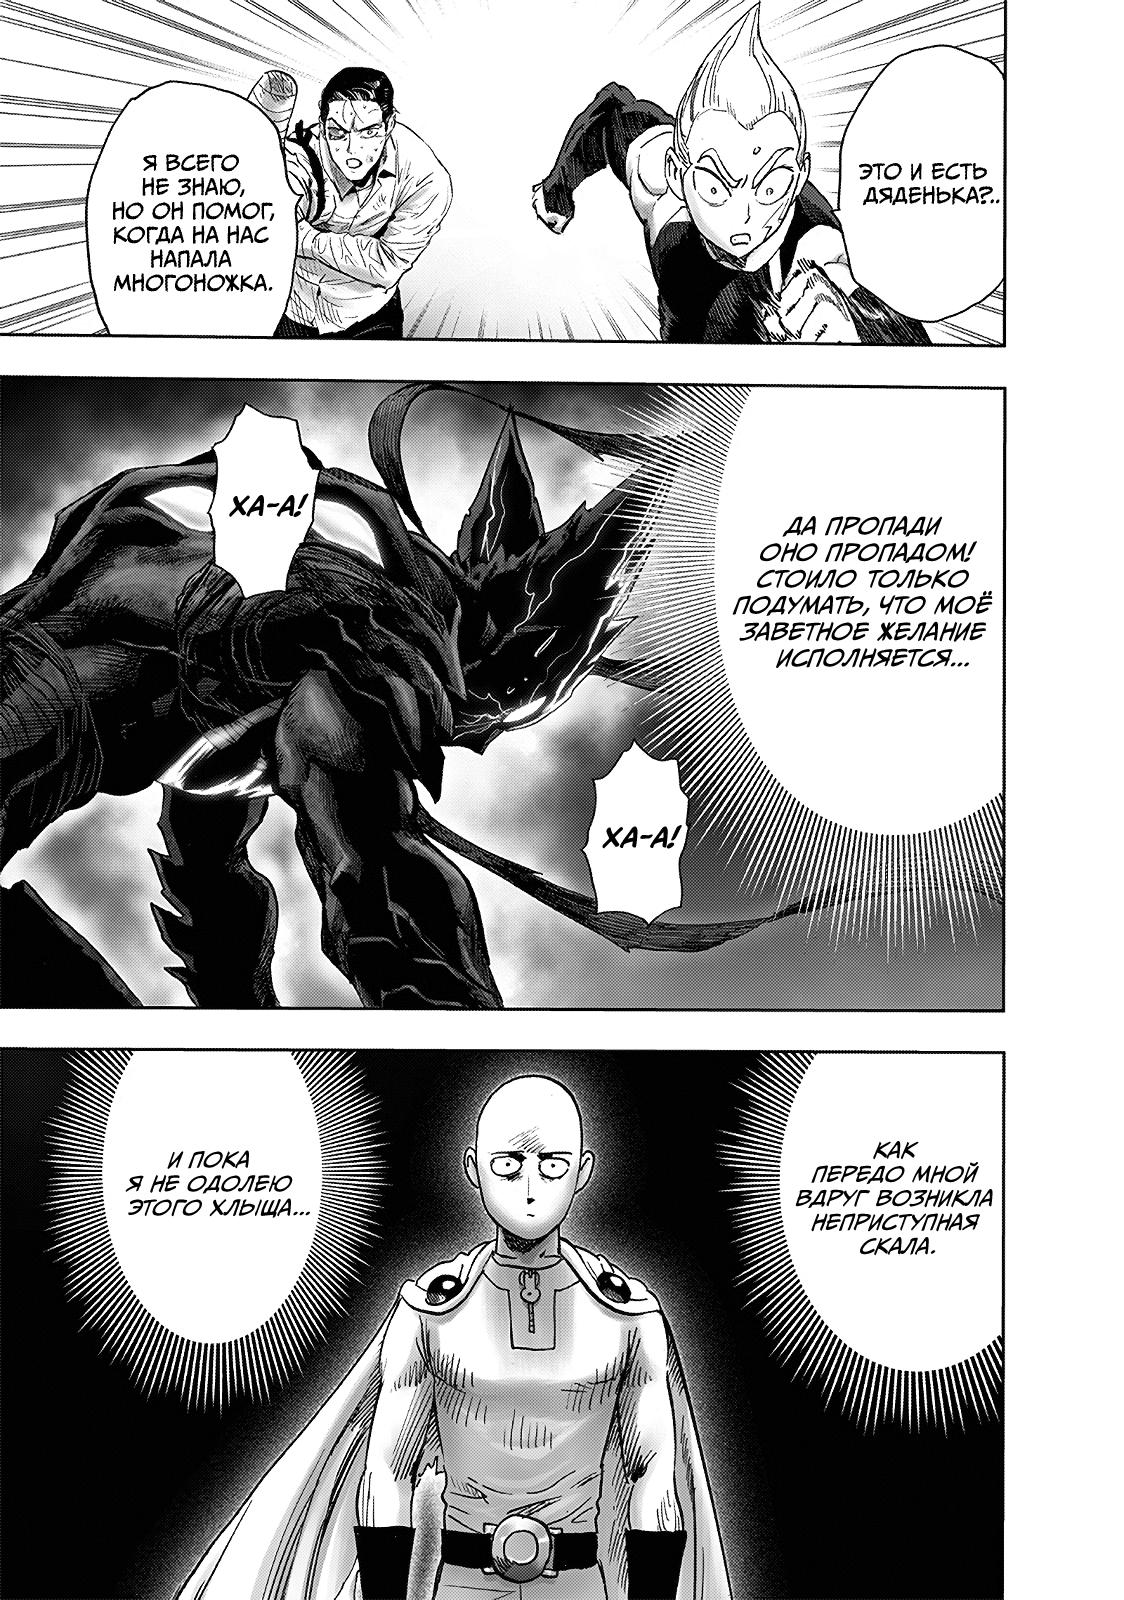 ЭТО И ЕСТЬ
ДЯДЕНЬКА?..
Я ВСЕГО
НЕ ЗНАЮ,
НО ОН ПОМОГ,
КОГДА НА НАС
НАПАЛА
МНОГОНОЖКА.
ДА ПРОПАДИ
ОНО ПРОПАДОМ!
СТОИЛО ТОЛЬКО
ПОДУМАТЬ, ЧТО МОЁ
ЗАВЕТНОЕ ЖЕЛАНИЕ
ИСПОЛНЯЕТСЯ...
ХА-А!
ХА-А!
КАК
ПЕРЕДО МНОЙ
ВДРУГ ВОЗНИКЛА
НЕПРИСТУПНАЯ
СКАЛА.
И ПОКА
Я НЕ ОДОЛЕЮ
ЭТОГО ХЛЫЩА...